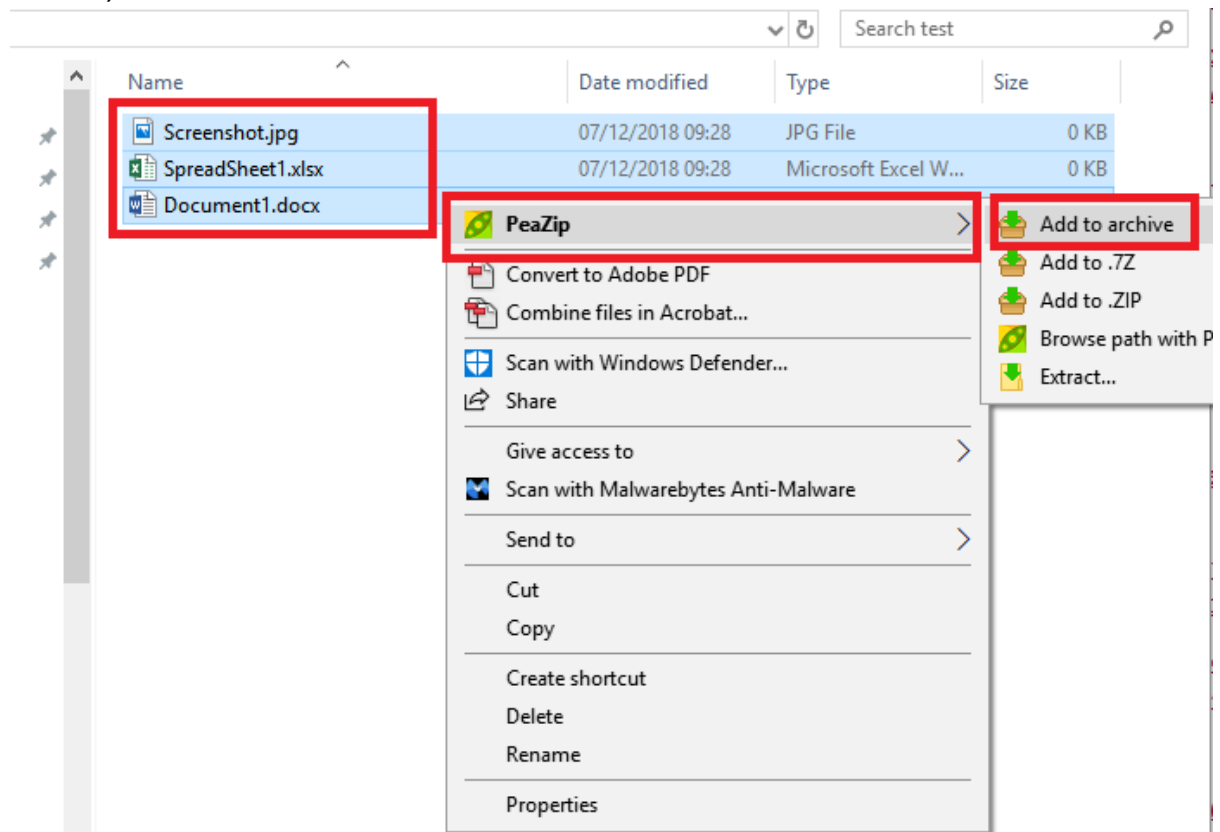 Search test
Name Date modified Type Size
Screenshot.jpg 07/12/2018 09:28 JPG File 0 KB
SpreadSheet1.xlsx 07/12/2018 09:28 Microsoft Excel W... 0 KB
Document1.docx
PeaZip
Add to archive
Convert to Adobe PDF
Add to .7Z
Combine files in Acrobat...
Add to .ZIP
Browse path with P
Scan with Windows Defender...
Extract...
Share
Give access to
Scan with Malwarebytes Anti-Malware
Send to
Cut
Copy
Create shortcut
Delete
Rename
Properties